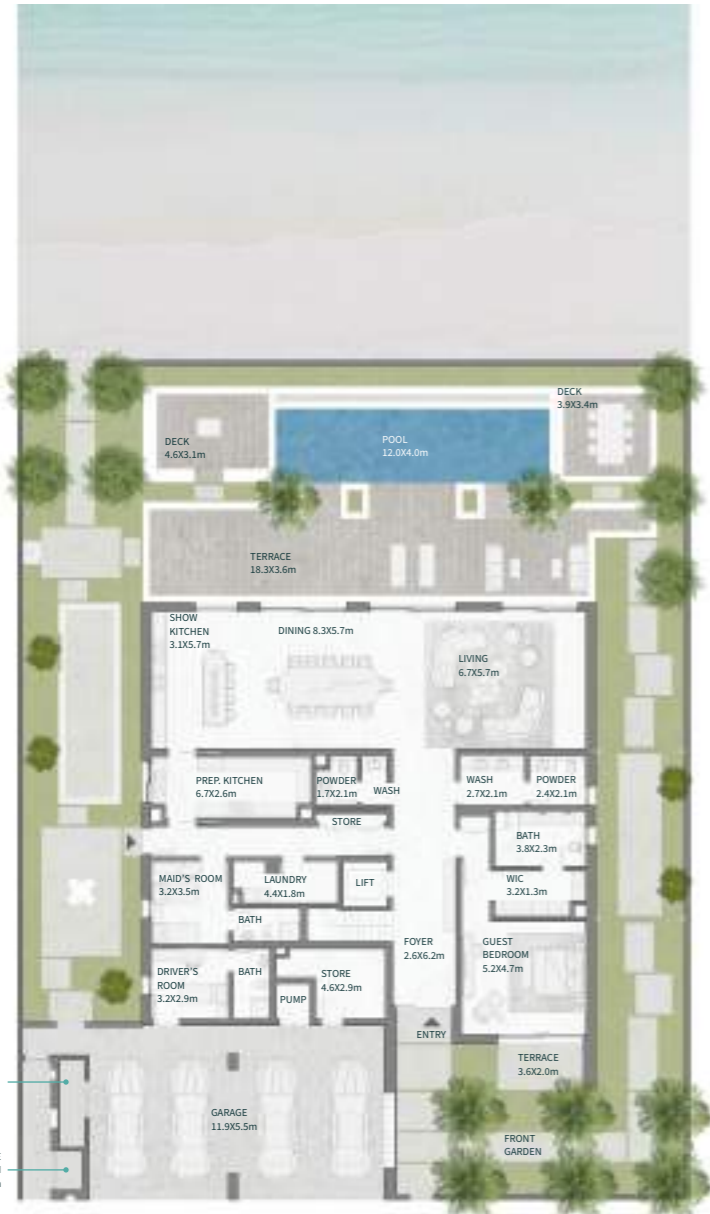 DECK
3.9X3.4m
DECK
4.6X3.1m
POOL
12.0X4.0m
TERRACE
18.3X3.6m
SHOW
KITCHEN
3.1X5.7m
DINING 8.3X5.7m
LIVING
6.7X5.7m
PREP. KITCHEN
6.7X2.6m
POWDER
1.7X2.1m
WASH
WASH
2.7X2.1m
POWDER
2.4X2.1m
STORE
BATH
3.8X2.3m
MAID'S ROOM
3.2X3.5m
LAUNDRY
4.4X1.8m
LIFT
WIC
3.2X1.3m
BATH
FOYER
2.6X6.2m
GUEST
BEDROOM
5.2X4.7m
DRIVER'S
ROOM
3.2X2.9m
BATH
STORE
4.6X2.9m
PUMP
ENTRY
TERRACE
3.6X2.0m
GARAGE
11.9X5.5m
FRONT
GARDEN